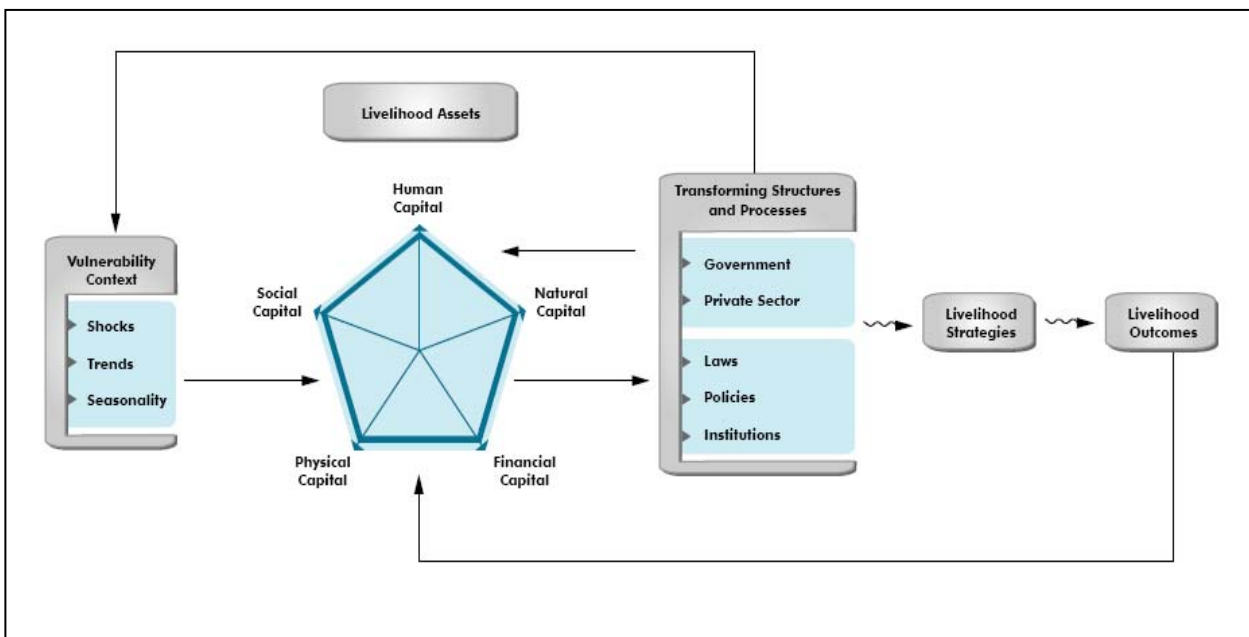 Livelihood Assets
Human
Capital
Transforming Structures
and Processes
Vulnerability
Context
Social
Capital
Natural
Capital
Government
Private Sector
Shocks
Trends
Seasonality
Livelihood
Strategies
Livelihood
Outcomes
Laws
Policies
Institutions
Physical
Capital
Financial
Capital